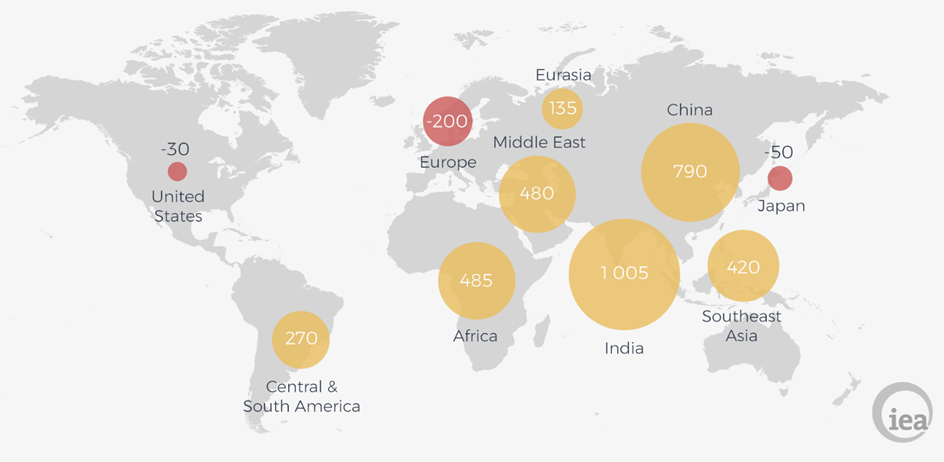 Eurasia
135
China
-200
Middle East
-30
-50
Europe
790
United
States
480
Japan
1 005
420
485
Southeast
Asia
Africa
270
India
Central &
South America
iea